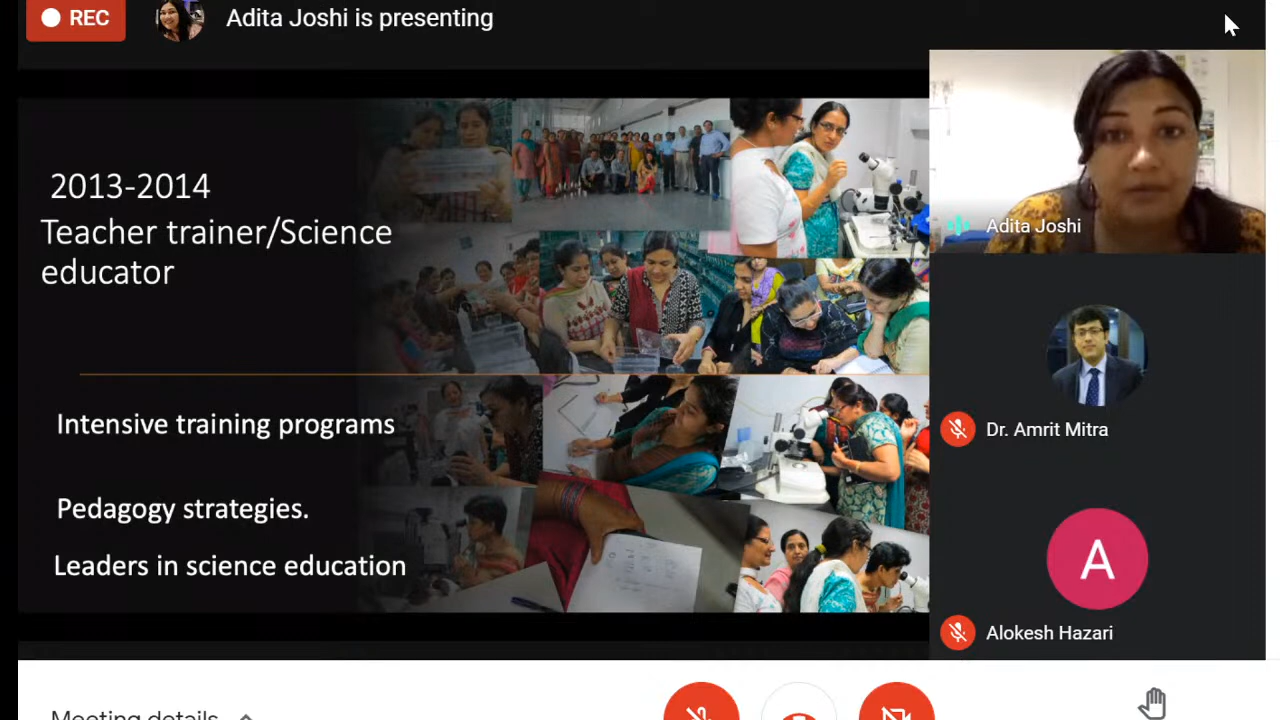 REC
Adita Joshi is presenting
2013-2014
Teacher trainer/Science
educator
Intensive training programs
Pedagogy strategies.
Leaders in science education
Adita Joshi
Dr. Amrit Mitra
A
Alokesh Hazari
Meeting details